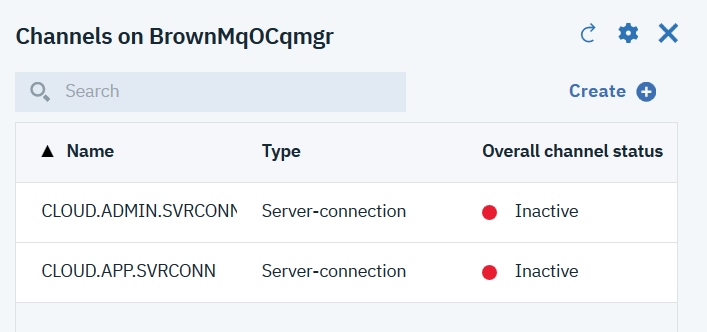 Channels on BrownMqOCqmgr
Search
Create
Name Type Overall channel status
CLOUD.ADMIN.SVRCONN Server-connection Inactive
CLOUD.APP.SVRCONN Server-connection Inactive